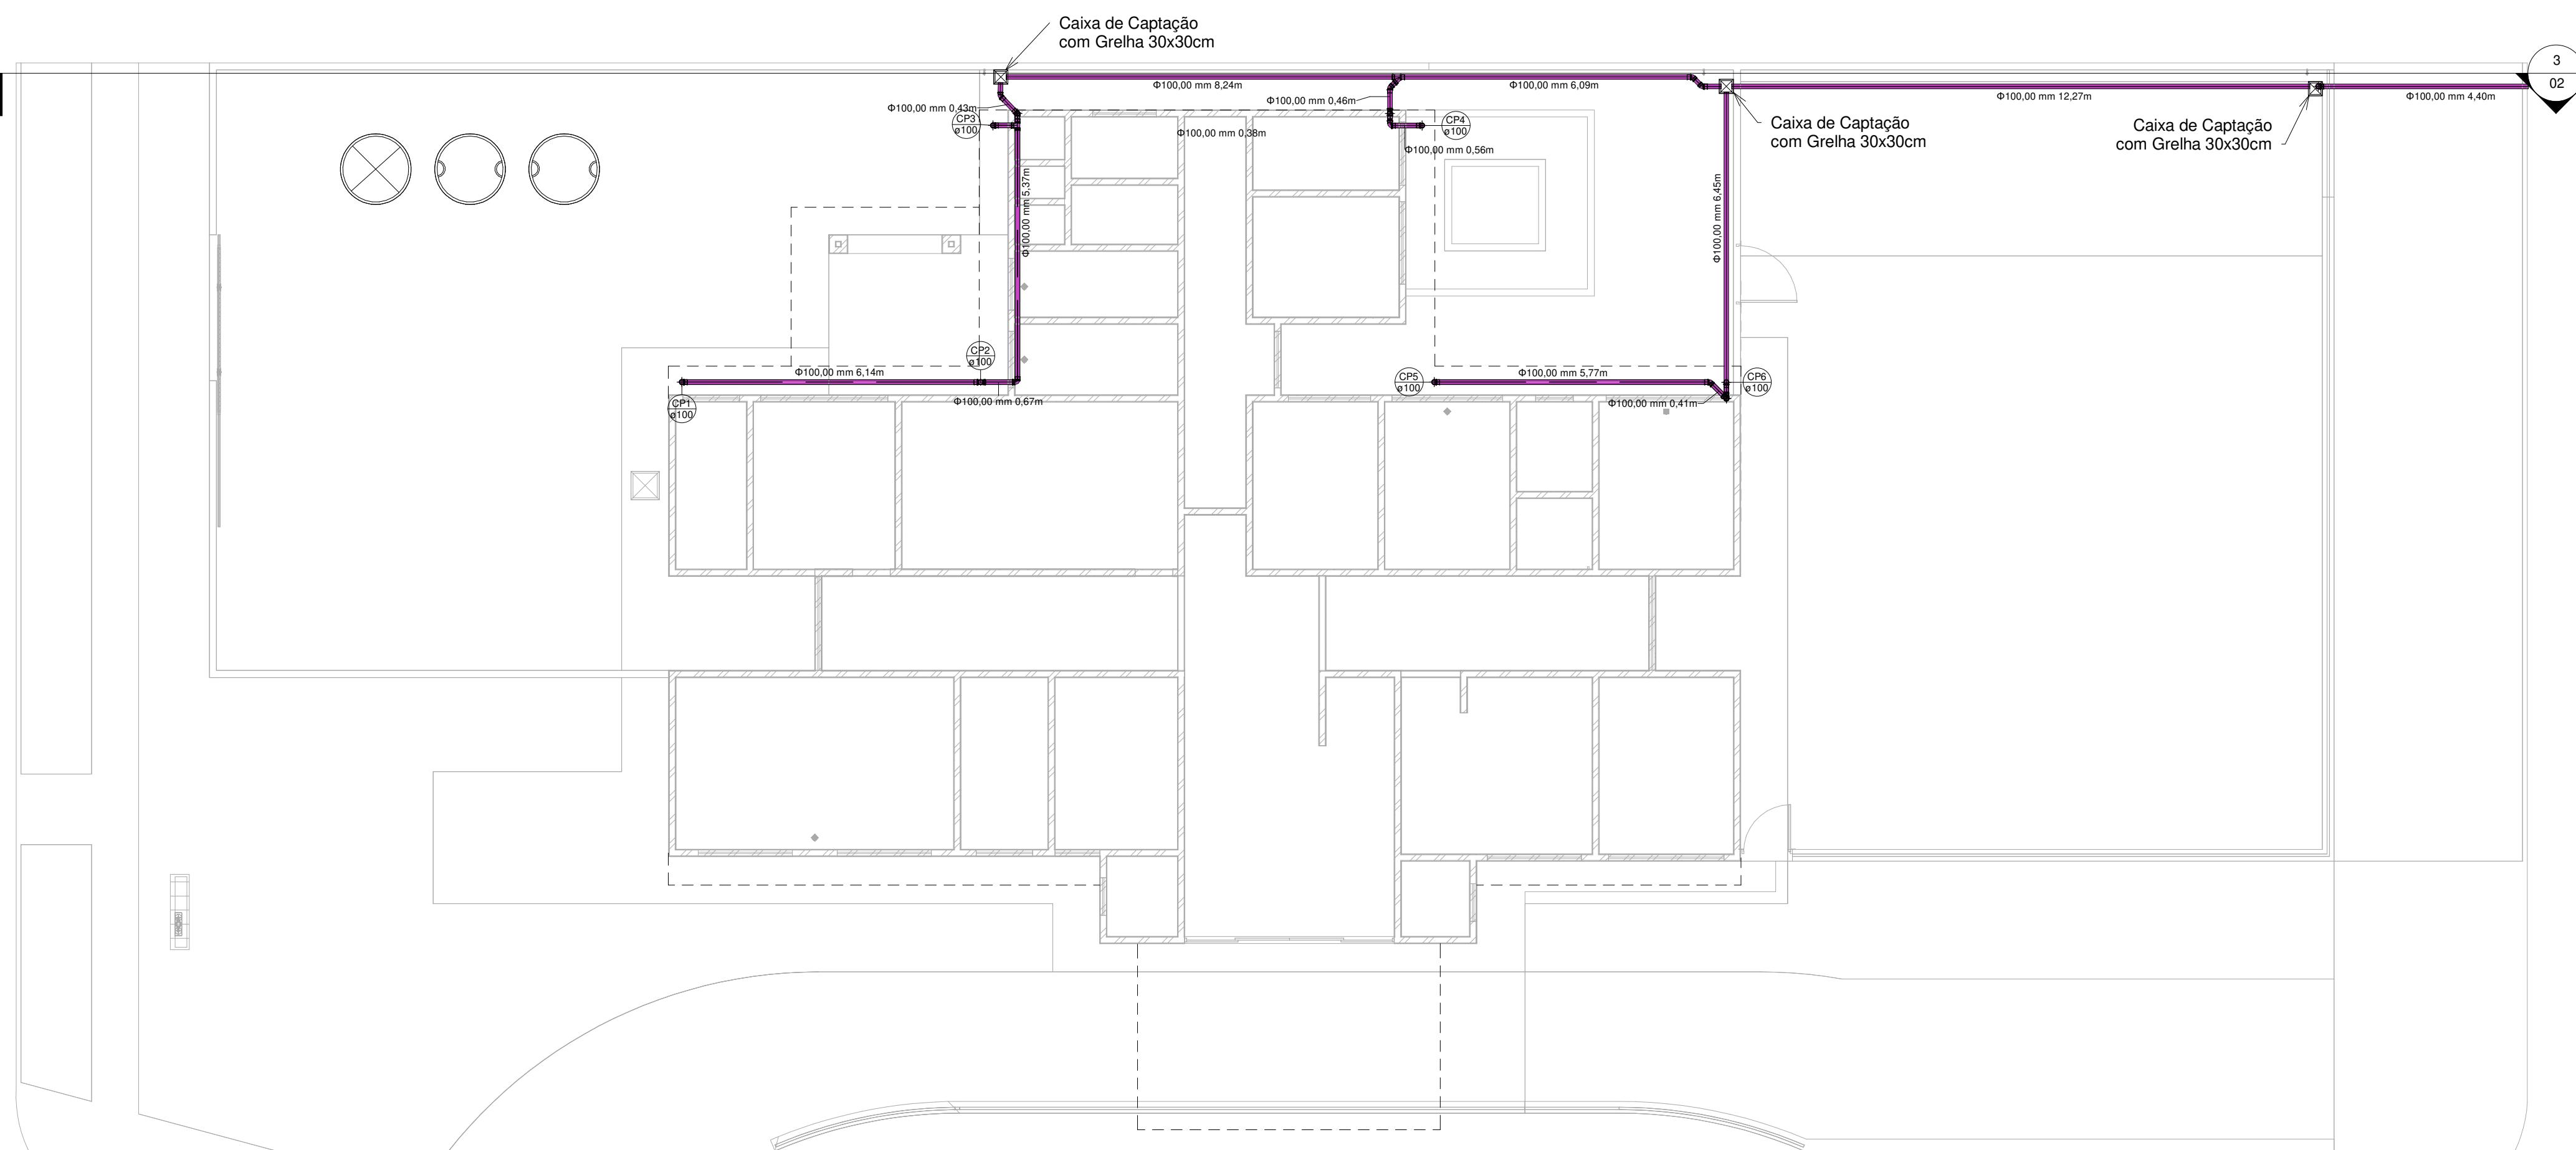 Caixa de Captação
com Grelha 30x30cm
3
02
Φ100,00 mm 8,24m
Φ100,00 mm 6,09m
Φ100,00 mm 12,27m
Φ100,00 mm 4,40m
Φ100,00 mm 0,43m
Φ100,00 mm 0,46m
CP3
ø100
CP4
ø100
Φ100,00 mm 0,38m
Φ100,00 mm 0,56m
Caixa de Captação
com Grelha 30x30cm
Caixa de Captação
com Grelha 30x30cm
Φ100,00 mm 5,37m
Φ100,00 mm 6,45m
CP2
ø100
Φ100,00 mm 6,14m
Φ100,00 mm 5,77m
CP5
ø100
CP6
ø100
CP1
ø100
Φ100,00 mm 0,67m
Φ100,00 mm 0,41m